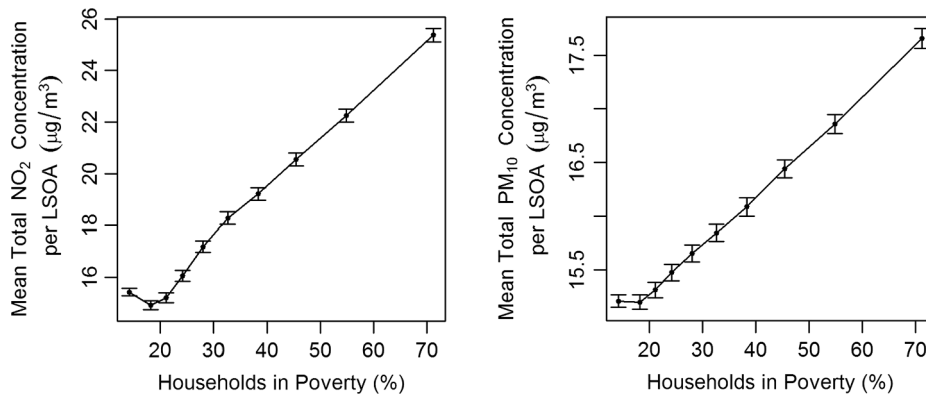 Mean Total NO₂ Concentration
per LSOA (μg/m³)
26
24
22
20
18
16
20 30 40 50 60 70
Households in Poverty (%)
Mean Total PM₁₀ Concentration
per LSOA (μg/m³)
17.5
16.5
15.5
20 30 40 50 60 70
Households in Poverty (%)